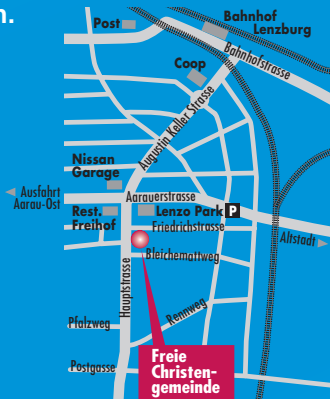 n.
Post
Bahnhof
Lenzburg
Bahnhofstrasse
Coop
Augustin Keller Strasse
Nissan
Garage
Ausfahrt
Aarau-Ost
Aarauerstrasse
Rest.
Freihof
Lenzo Park P
Friedrichstrasse
Altstadt
Bleichemattweg
Hauptstrasse
Pfalzweg
Rennweg
Postgasse
Freie
Christen-
gemeinde